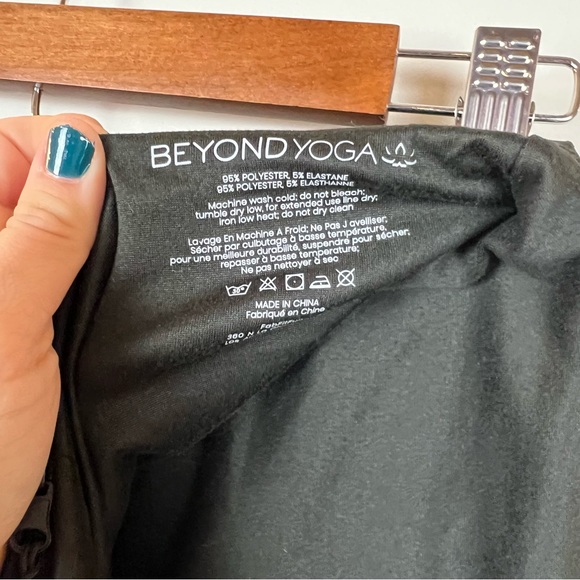 BEYOND YOGA
95% POLYESTER, 5% ELASTANE
95% POLYESTER, 5% ELASTHANNE
Machine wash cold; do not bleach;
tumble dry low, for extended use line dry;
iron low heat; do not dry clean
Lavage En Machine A Froid; Ne Pas J avelliser;
Sécher par culbutage à basse température,
pour une meilleure durabilité, suspendre pour sécher;
repasser à basse temperature;
Ne pas nettoyer à sec
MADE IN CHINA
Fabriqué en Chine
360 N